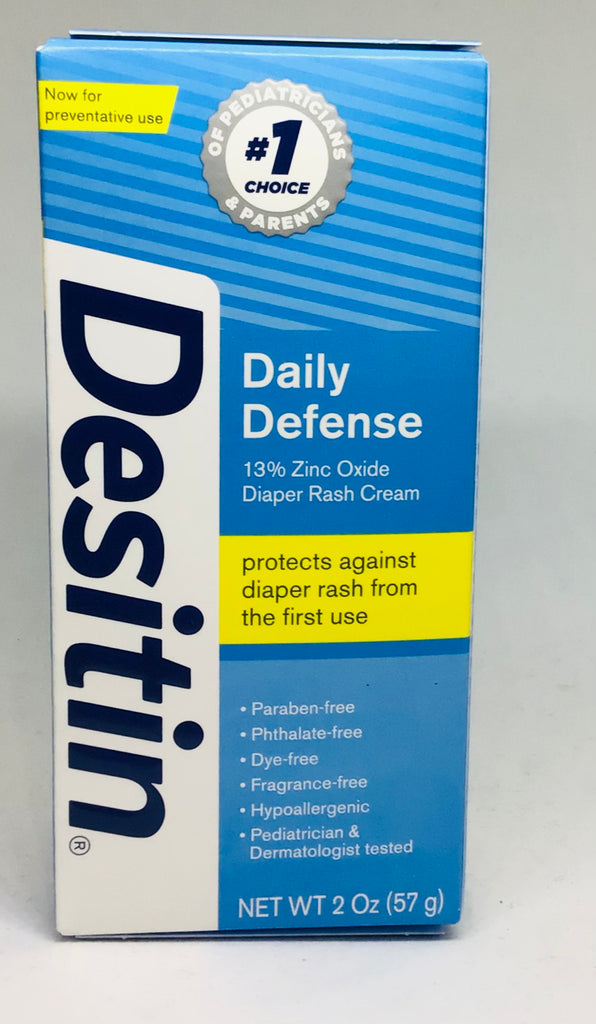 Now for
preventative use
OF PEDIATRICIANS
#1
CHOICE
& PARENTS
Desitin®
Daily
Defense
13% Zinc Oxide
Diaper Rash Cream
protects against
diaper rash from
the first use
• Paraben-free
• Phthalate-free
• Dye-free
• Fragrance-free
• Hypoallergenic
• Pediatrician &
Dermatologist tested
NET WT 2 Oz (57 g)